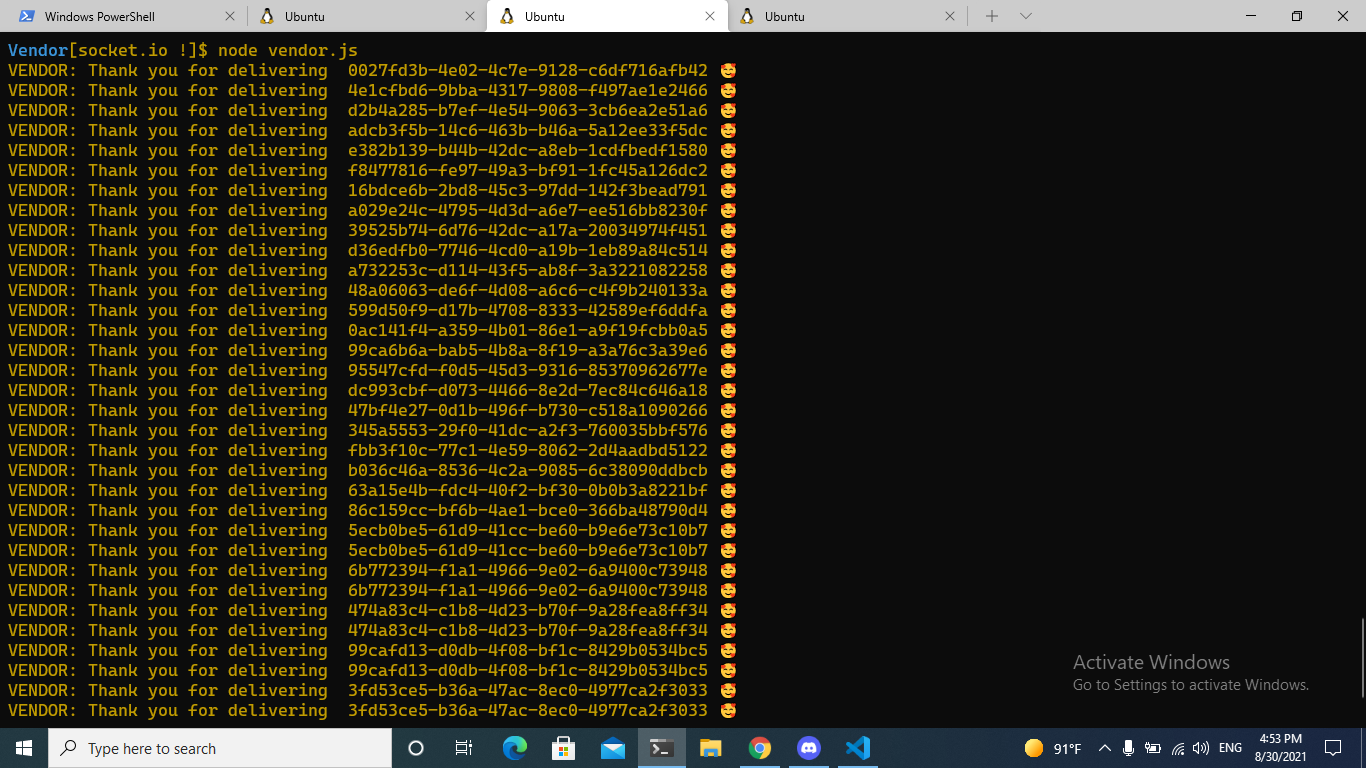 Windows PowerShell
Ubuntu
Ubuntu
Ubuntu
Vendor[socket.io !]$ node vendor.js
VENDOR: Thank you for delivering 0027fd3b-4e02-4c7e-9128-c6df716afb42 🥰
VENDOR: Thank you for delivering 4e1cfbd6-9bba-4317-9808-f497ae1e2466 🥰
VENDOR: Thank you for delivering d2b4a285-b7ef-4e54-9063-3cb6ea2e51a6 🥰
VENDOR: Thank you for delivering adcb3f5b-14c6-463b-b46a-5a12ee33f5dc 🥰
VENDOR: Thank you for delivering e382b139-b44b-42dc-a8eb-1cdfbedf1580 🥰
VENDOR: Thank you for delivering f8477816-fe97-49a3-bf91-1fc45a126dc2 🥰
VENDOR: Thank you for delivering 16bdce6b-2bd8-45c3-97dd-142f3bead791 🥰
VENDOR: Thank you for delivering a029e24c-4795-4d3d-a6e7-ee516bb8230f 🥰
VENDOR: Thank you for delivering 39525b74-6d76-42dc-a17a-20034974f451 🥰
VENDOR: Thank you for delivering d36edfb0-7746-4cd0-a19b-1eb89a84c514 🥰
VENDOR: Thank you for delivering a732253c-d114-43f5-ab8f-3a3221082258 🥰
VENDOR: Thank you for delivering 48a06063-de6f-4d08-a6c6-c4f9b240133a 🥰
VENDOR: Thank you for delivering 599d50f9-d17b-4708-8333-42589ef6ddfa 🥰
VENDOR: Thank you for delivering 0ac141f4-a359-4b01-86e1-a9f19fcbb0a5 🥰
VENDOR: Thank you for delivering 99ca6b6a-bab5-4b8a-8f19-a3a76c3a39e6 🥰
VENDOR: Thank you for delivering 95547cfd-f0d5-45d3-9316-85370962677e 🥰
VENDOR: Thank you for delivering dc993cbf-d073-4466-8e2d-7ec84c646a18 🥰
VENDOR: Thank you for delivering 47bf4e27-0d1b-496f-b730-c518a1090266 🥰
VENDOR: Thank you for delivering 345a5553-29f0-41dc-a2f3-760035bbf576 🥰
VENDOR: Thank you for delivering fbb3f10c-77c1-4e59-8062-2d4aadbd5122 🥰
VENDOR: Thank you for delivering b036c46a-8536-4c2a-9085-6c38090ddbcb 🥰
VENDOR: Thank you for delivering 63a15e4b-fdc4-40f2-bf30-0b0b3a8221bf 🥰
VENDOR: Thank you for delivering 86c159cc-bf6b-4ae1-bce0-366ba48790d4 🥰
VENDOR: Thank you for delivering 5ecb0be5-61d9-41cc-be60-b9e6e73c10b7 🥰
VENDOR: Thank you for delivering 5ecb0be5-61d9-41cc-be60-b9e6e73c10b7 🥰
VENDOR: Thank you for delivering 6b772394-f1a1-4966-9e02-6a9400c73948 🥰
VENDOR: Thank you for delivering 6b772394-f1a1-4966-9e02-6a9400c73948 🥰
VENDOR: Thank you for delivering 474a83c4-c1b8-4d23-b70f-9a28fea8ff34 🥰
VENDOR: Thank you for delivering 474a83c4-c1b8-4d23-b70f-9a28fea8ff34 🥰
VENDOR: Thank you for delivering 99cafd13-d0db-4f08-bf1c-8429b0534bc5 🥰
VENDOR: Thank you for delivering 99cafd13-d0db-4f08-bf1c-8429b0534bc5 🥰
VENDOR: Thank you for delivering 3fd53ce5-b36a-47ac-8ec0-4977ca2f3033 🥰
VENDOR: Thank you for delivering 3fd53ce5-b36a-47ac-8ec0-4977ca2f3033 🥰
Activate Windows
Go to Settings to activate Windows.
Type here to search
91°F
ENG
4:53 PM
8/30/2021